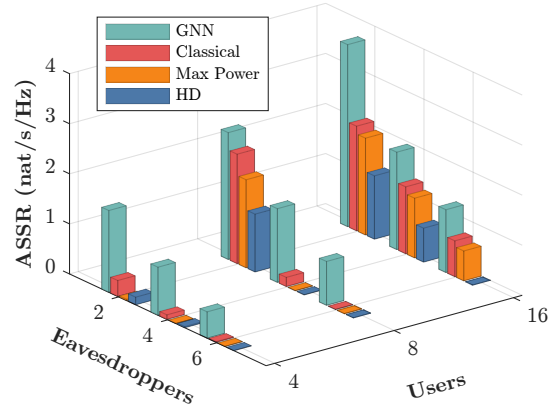 GNN
Classical
Max Power
HD
ASSR (nat/s/Hz)
4
3
2
1
0
2
4
6
Eavesdroppers
4
8
16
Users